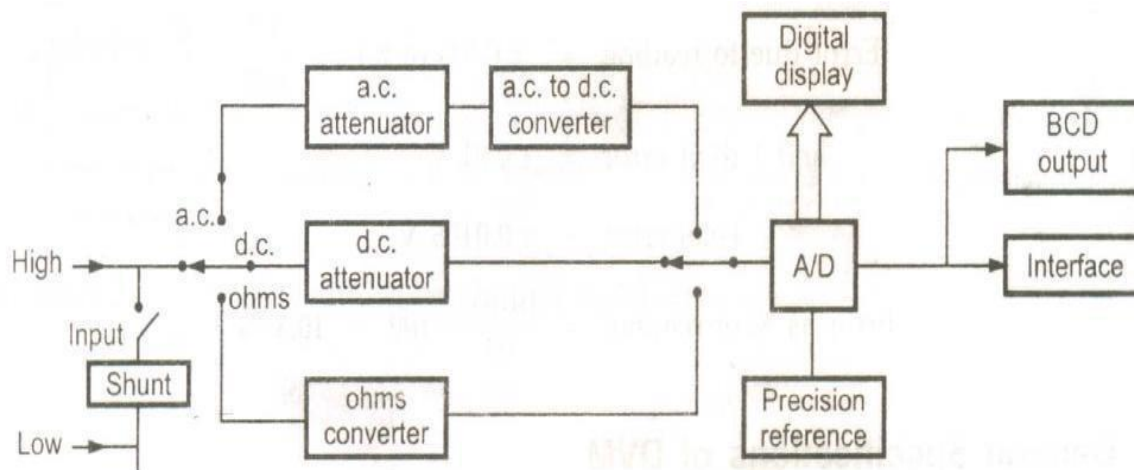 Digital
display
a.c.
attenuator
a.c. to d.c.
converter
BCD
output
a.c.
d.c.
High
d.c.
attenuator
A/D
Interface
ohms
Input
Shunt
ohms
converter
Precision
reference
Low